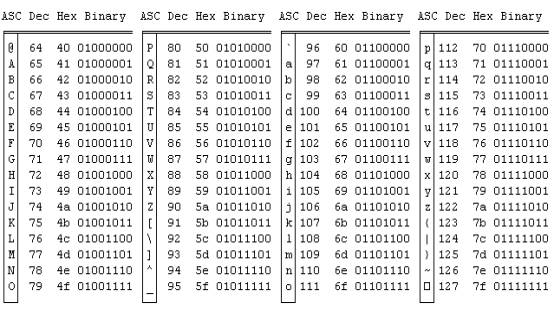 ASC Dec Hex Binary ASC Dec Hex Binary ASC Dec Hex Binary ASC Dec Hex Binary
@ 64 40 01000000 P 80 50 01010000 ` 96 60 01100000 p 112 70 01110000
A 65 41 01000001 Q 81 51 01010001 a 97 61 01100001 q 113 71 01110001
B 66 42 01000010 R 82 52 01010010 b 98 62 01100010 r 114 72 01110010
C 67 43 01000011 S 83 53 01010011 c 99 63 01100011 s 115 73 01110011
D 68 44 01000100 T 84 54 01010100 d 100 64 01100100 t 116 74 01110100
E 69 45 01000101 U 85 55 01010101 e 101 65 01100101 u 117 75 01110101
F 70 46 01000110 V 86 56 01010110 f 102 66 01100110 v 118 76 01110110
G 71 47 01000111 W 87 57 01010111 g 103 67 01100111 w 119 77 01110111
H 72 48 01001000 X 88 58 01011000 h 104 68 01101000 x 120 78 01111000
I 73 49 01001001 Y 89 59 01011001 i 105 69 01101001 y 121 79 01111001
J 74 4a 01001010 Z 90 5a 01011010 j 106 6a 01101010 z 122 7a 01111010
K 75 4b 01001011 [ 91 5b 01011011 k 107 6b 01101011 { 123 7b 01111011
L 76 4c 01001100 \ 92 5c 01011100 l 108 6c 01101100 | 124 7c 01111100
M 77 4d 01001101 ] 93 5d 01011101 m 109 6d 01101101 } 125 7d 01111101
N 78 4e 01001110 ^ 94 5e 01011110 n 110 6e 01101110 ~ 126 7e 01111110
O 79 4f 01001111 _ 95 5f 01011111 o 111 6f 01101111 □ 127 7f 01111111